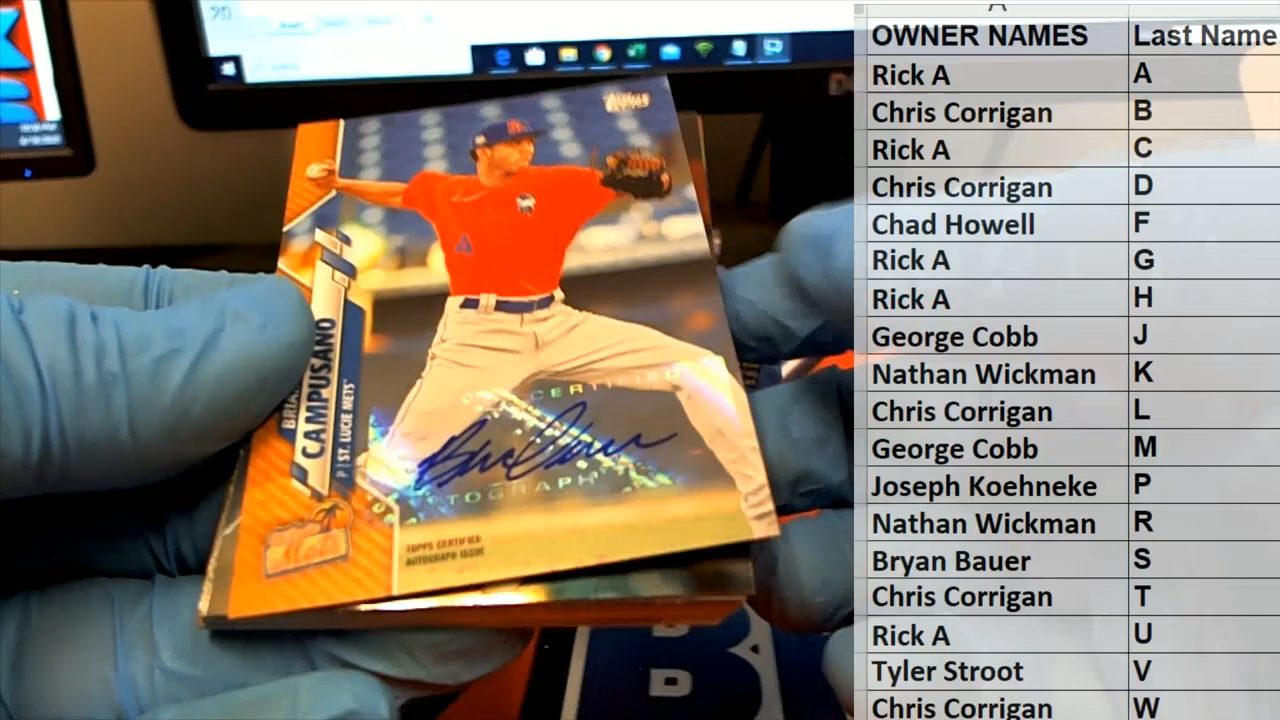 A
OWNER NAMES Last Name
Rick A A
Chris Corrigan B
Rick A C
Chris Corrigan D
Chad Howell F
Rick A G
Rick A H
George Cobb J
Nathan Wickman K
Chris Corrigan L
George Cobb M
Joseph Koehneke P
Nathan Wickman R
Bryan Bauer S
Chris Corrigan T
Rick A U
Tyler Stroot V
Chris Corrigan W
CAMPUSANO
P | ST. LUCIE METS
CERTIFIED
TOPPS CERTIFIED
AUTOGRAPH ISSUE